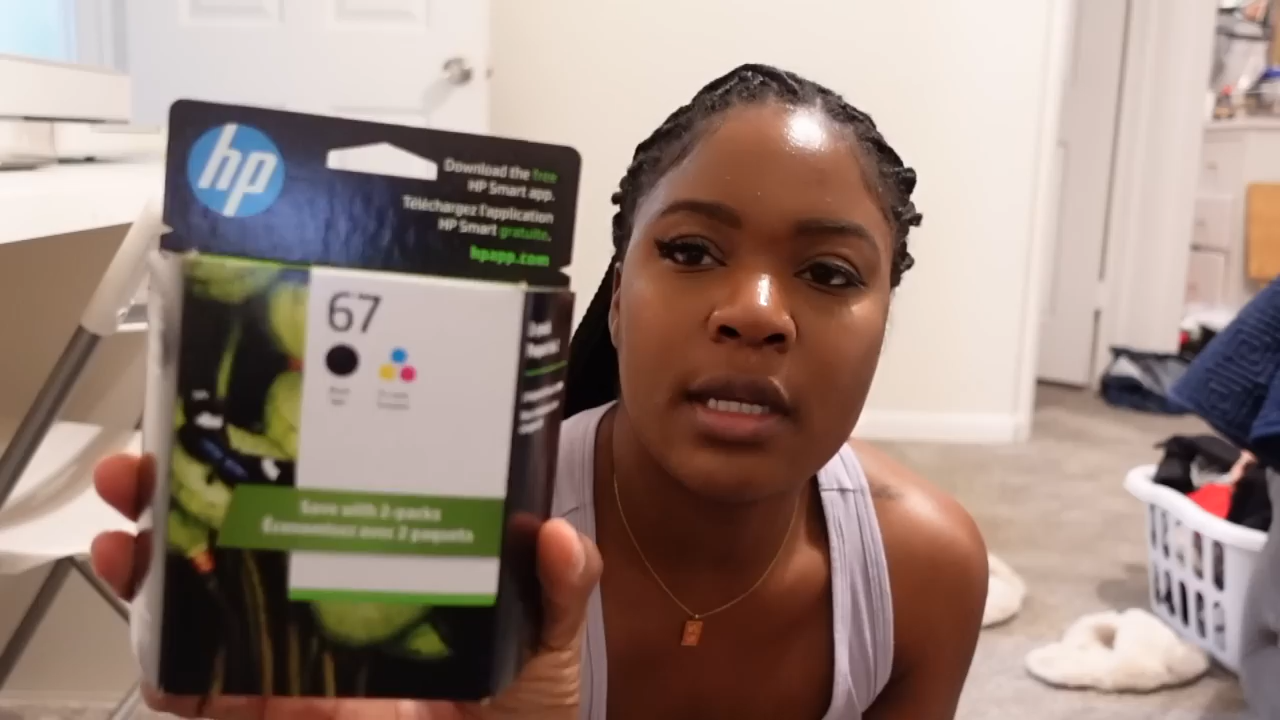 hp
Download the free
HP Smart app.
Téléchargez l'application
HP Smart gratuite.
hpapp.com
67
Save with 2-packs
Économisez avec 2 paquets